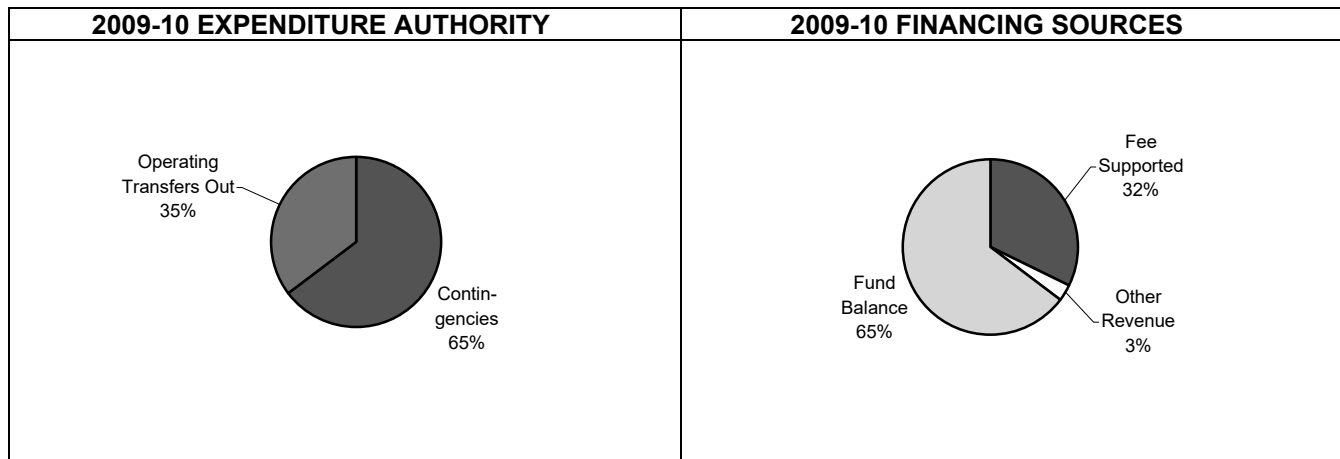 2009-10 EXPENDITURE AUTHORITY
Operating
Transfers Out
35%
Contin-
gencies
65%
2009-10 FINANCING SOURCES
Fee
Supported
32%
Fund
Balance
65%
Other
Revenue
3%